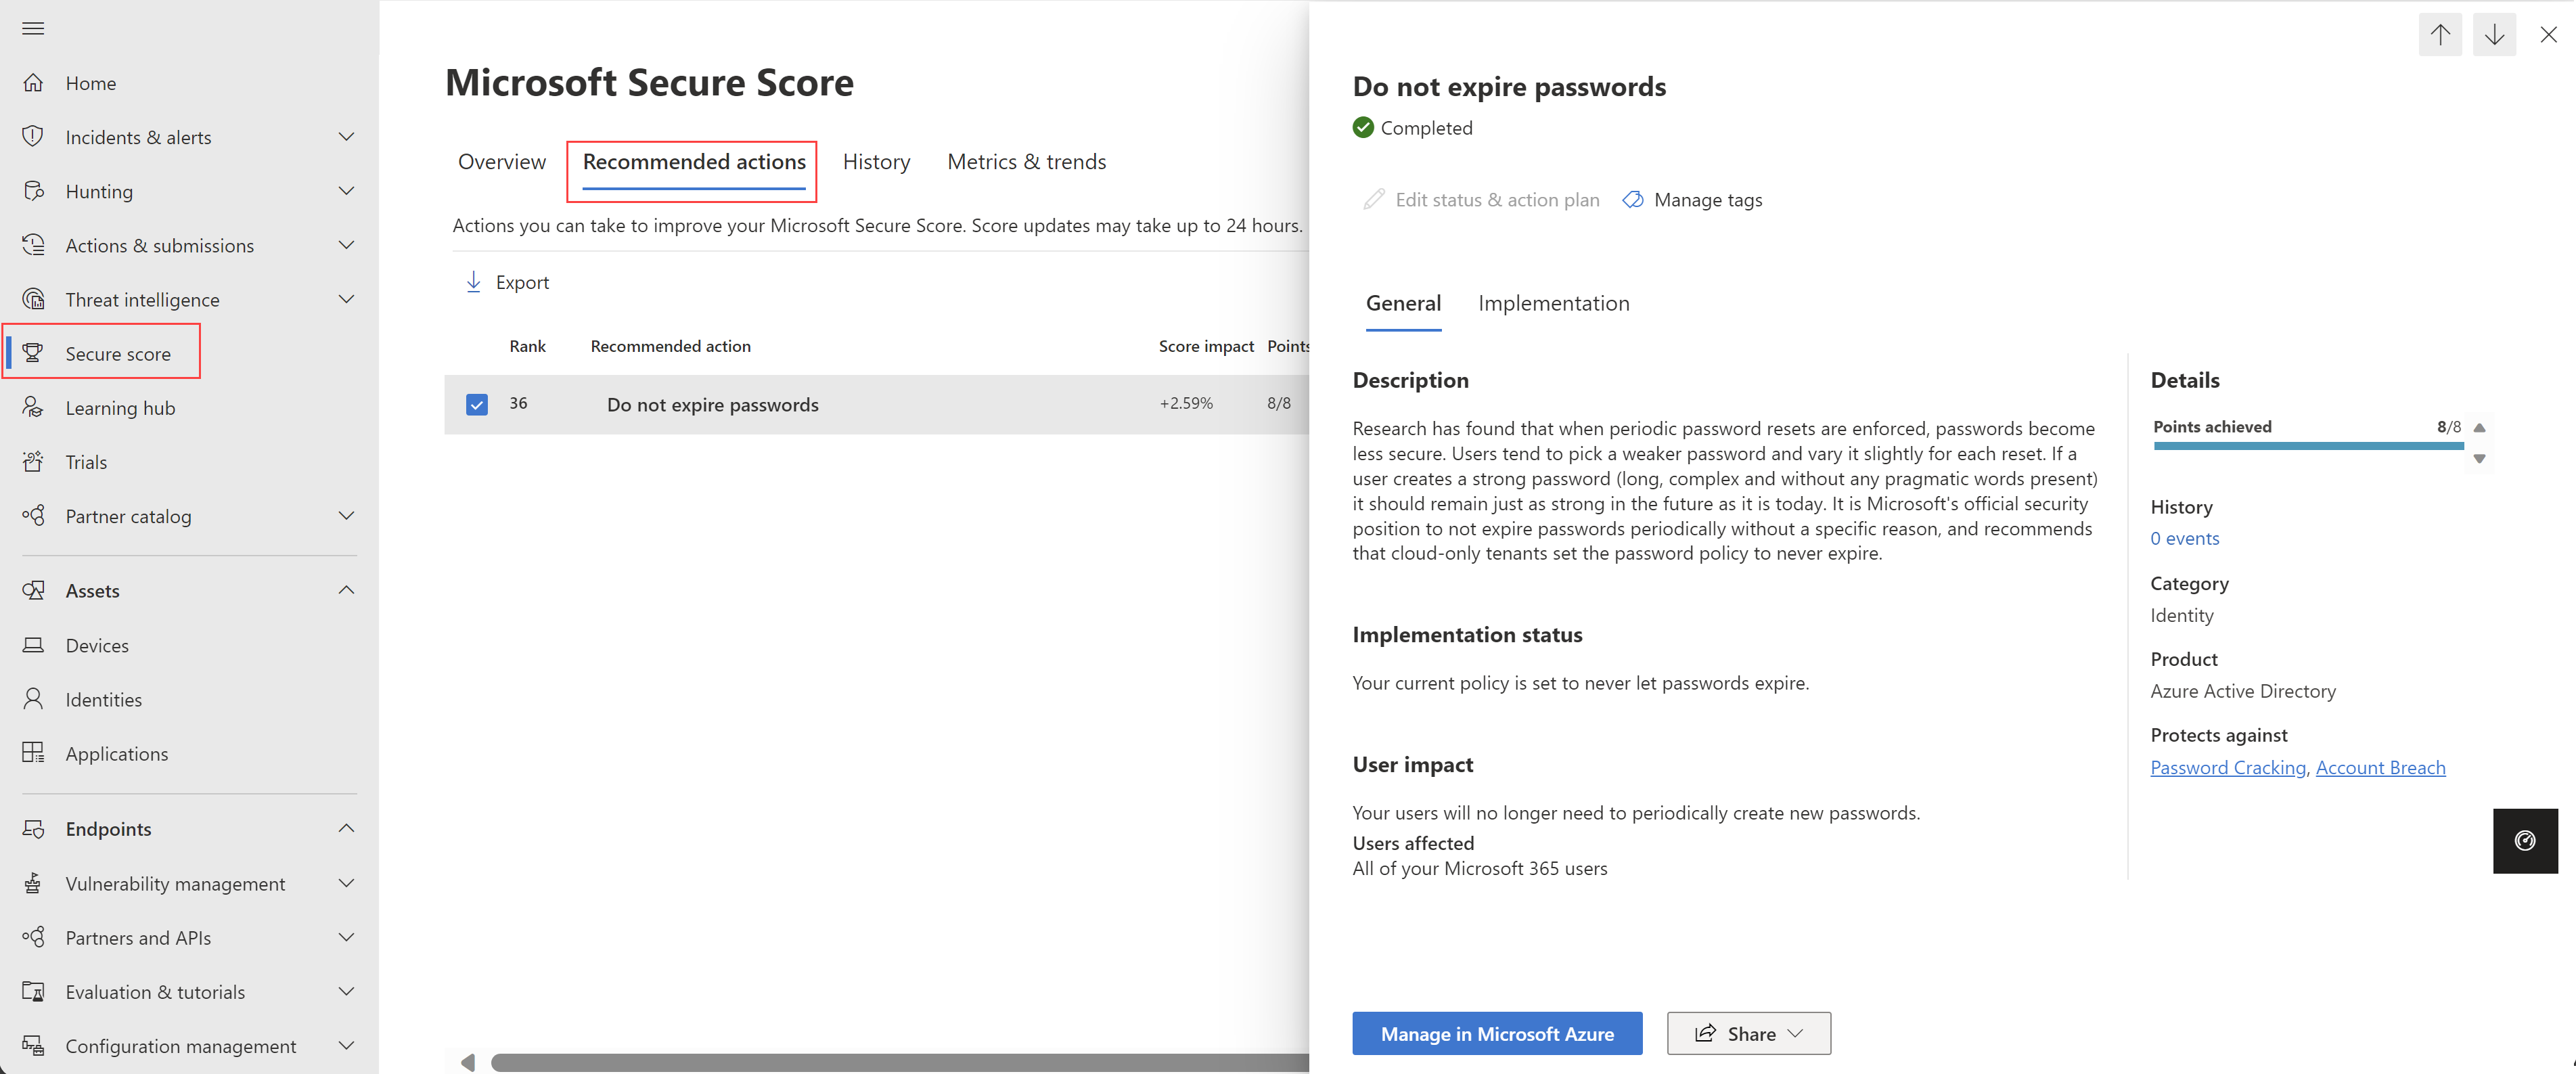 Home
Incidents & alerts
Hunting
Actions & submissions
Threat intelligence
Secure score
Learning hub
Trials
Partner catalog
Assets
Devices
Identities
Applications
Endpoints
Vulnerability management
Partners and APIs
Evaluation & tutorials
Configuration management
Microsoft Secure Score
Overview Recommended actions History Metrics & trends
Actions you can take to improve your Microsoft Secure Score. Score updates may take up to 24 hours.
Export
Rank Recommended action Score impact Points
36 Do not expire passwords +2.59% 8/8
Do not expire passwords
Completed
Edit status & action plan Manage tags
General Implementation
Description
Research has found that when periodic password resets are enforced, passwords become
less secure. Users tend to pick a weaker password and vary it slightly for each reset. If a
user creates a strong password (long, complex and without any pragmatic words present)
it should remain just as strong in the future as it is today. It is Microsoft's official security
position to not expire passwords periodically without a specific reason, and recommends
that cloud-only tenants set the password policy to never expire.
Implementation status
Your current policy is set to never let passwords expire.
User impact
Your users will no longer need to periodically create new passwords.
Users affected
All of your Microsoft 365 users
Details
Points achieved 8/8
History
0 events
Category
Identity
Product
Azure Active Directory
Protects against
Password Cracking, Account Breach
Manage in Microsoft Azure Share